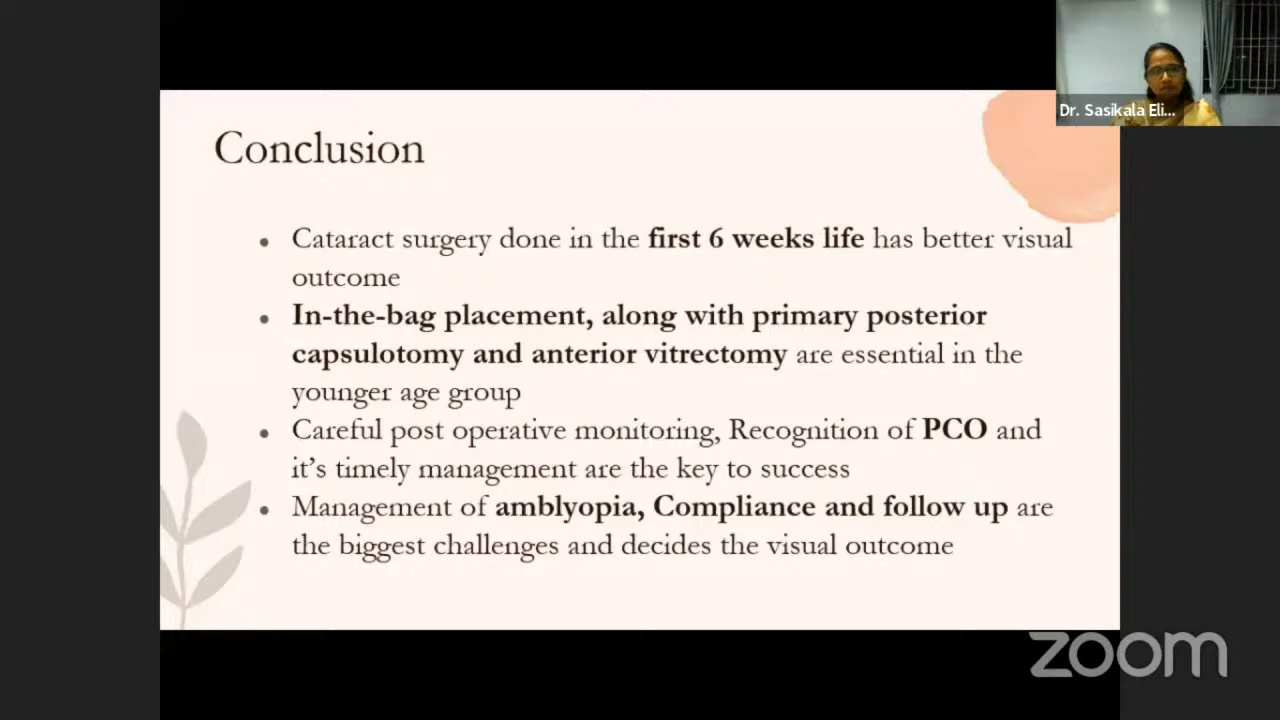 Dr. Sasikala Eli...
Conclusion
• Cataract surgery done in the first 6 weeks life has better visual
outcome
• In-the-bag placement, along with primary posterior
capsulotomy and anterior vitrectomy are essential in the
younger age group
• Careful post operative monitoring, Recognition of PCO and
it's timely management are the key to success
• Management of amblyopia, Compliance and follow up are
the biggest challenges and decides the visual outcome
zoom